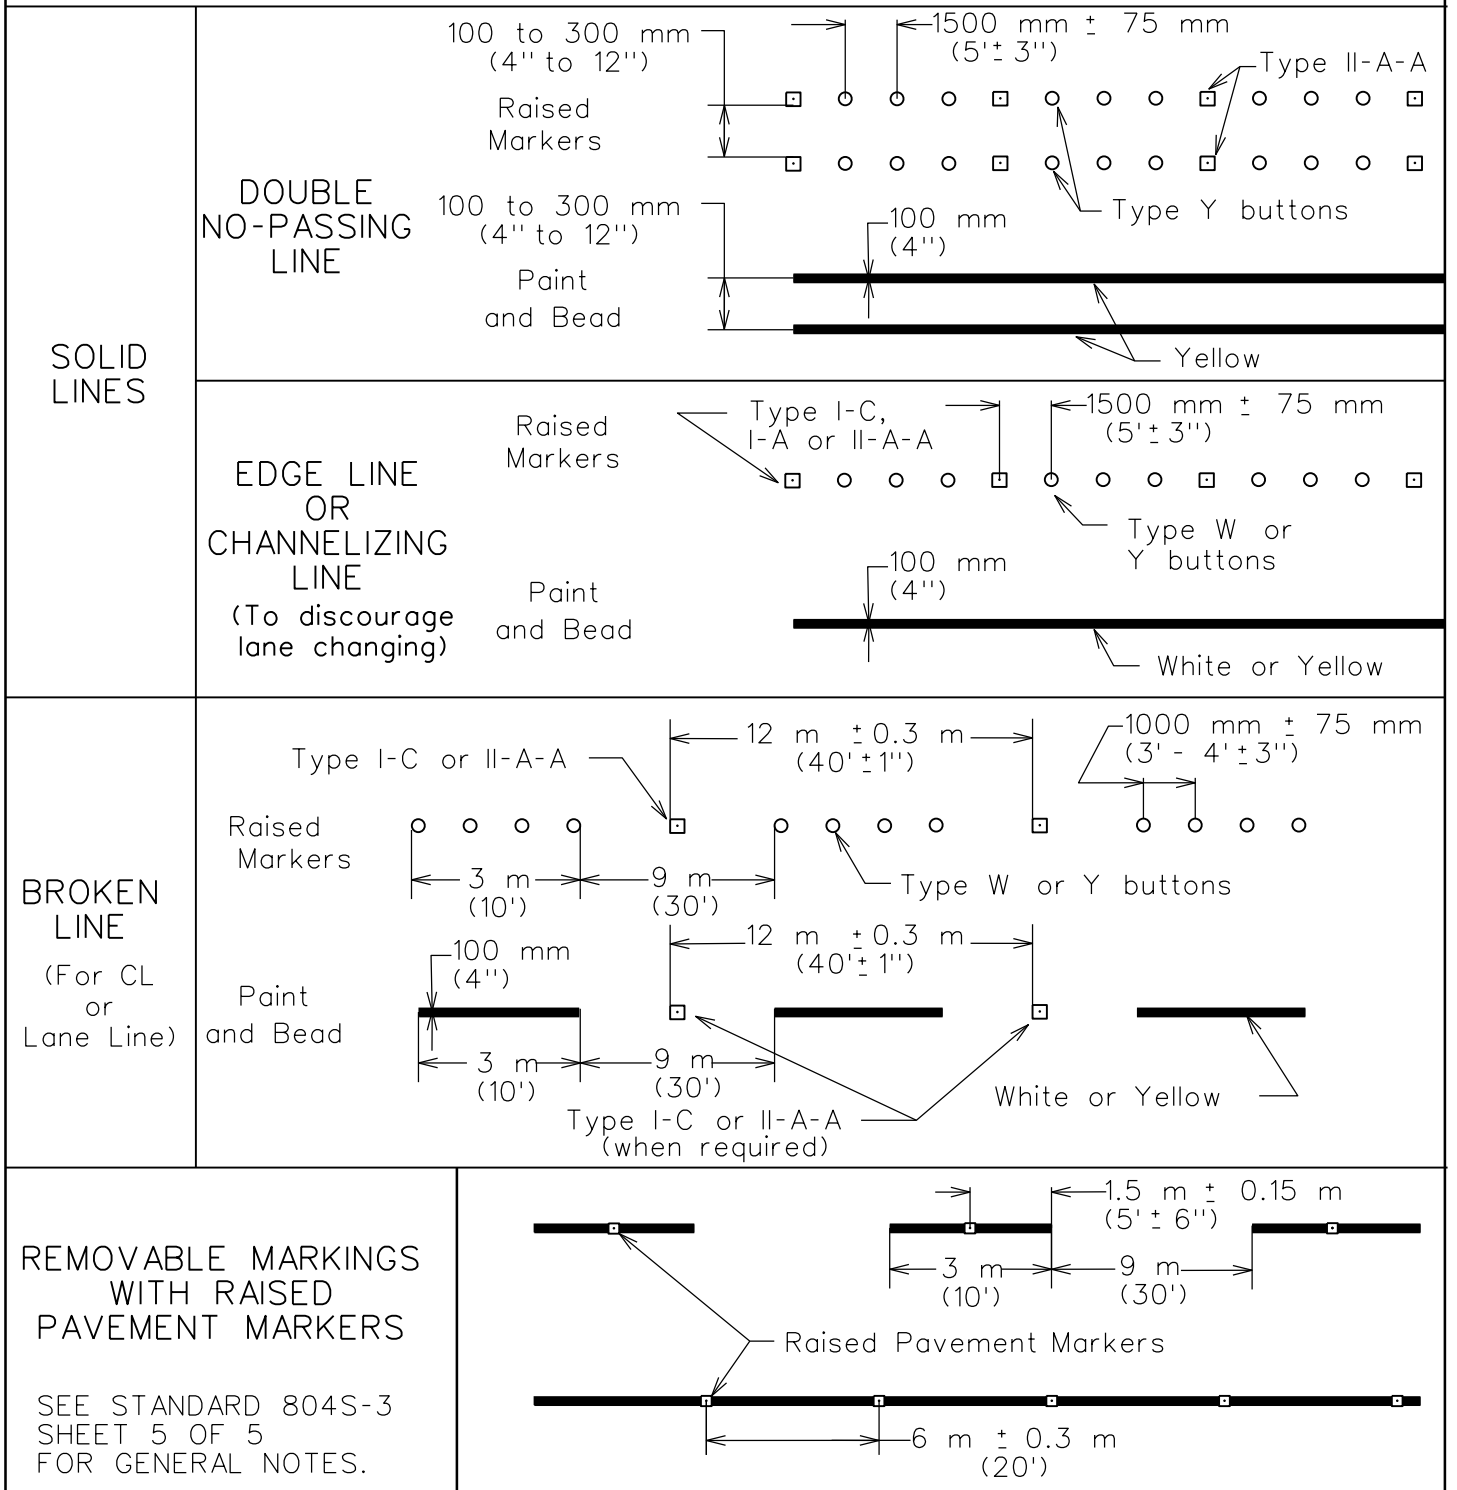 SOLID
LINES
DOUBLE
NO-PASSING
LINE
100 to 300 mm
(4'' to 12'')
Raised
Markers
1500 mm ± 75 mm
(5'± 3'')
Type II-A-A
Type Y buttons
100 to 300 mm
(4'' to 12'')
Paint
and Bead
100 mm
(4'')
Yellow
EDGE LINE
OR
CHANNELIZING
LINE
(To discourage
lane changing)
Raised
Markers
Type I-C,
I-A or II-A-A
1500 mm ± 75 mm
(5'± 3'')
Type W or
Y buttons
Paint
and Bead
100 mm
(4'')
White or Yellow
BROKEN
LINE
(For CL
or
Lane Line)
Type I-C or II-A-A
12 m ± 0.3 m
(40'± 1'')
1000 mm ± 75 mm
(3' - 4'± 3'')
Raised
Markers
3 m
(10')
9 m
(30')
Type W or Y buttons
100 mm
(4'')
12 m ± 0.3 m
(40'± 1'')
Paint
and Bead
3 m
(10')
9 m
(30')
Type I-C or II-A-A
(when required)
White or Yellow
REMOVABLE MARKINGS
WITH RAISED
PAVEMENT MARKERS
SEE STANDARD 804S-3
SHEET 5 OF 5
FOR GENERAL NOTES.
1.5 m ± 0.15 m
(5' ± 6'')
3 m
(10')
9 m
(30')
Raised Pavement Markers
6 m ± 0.3 m
(20')